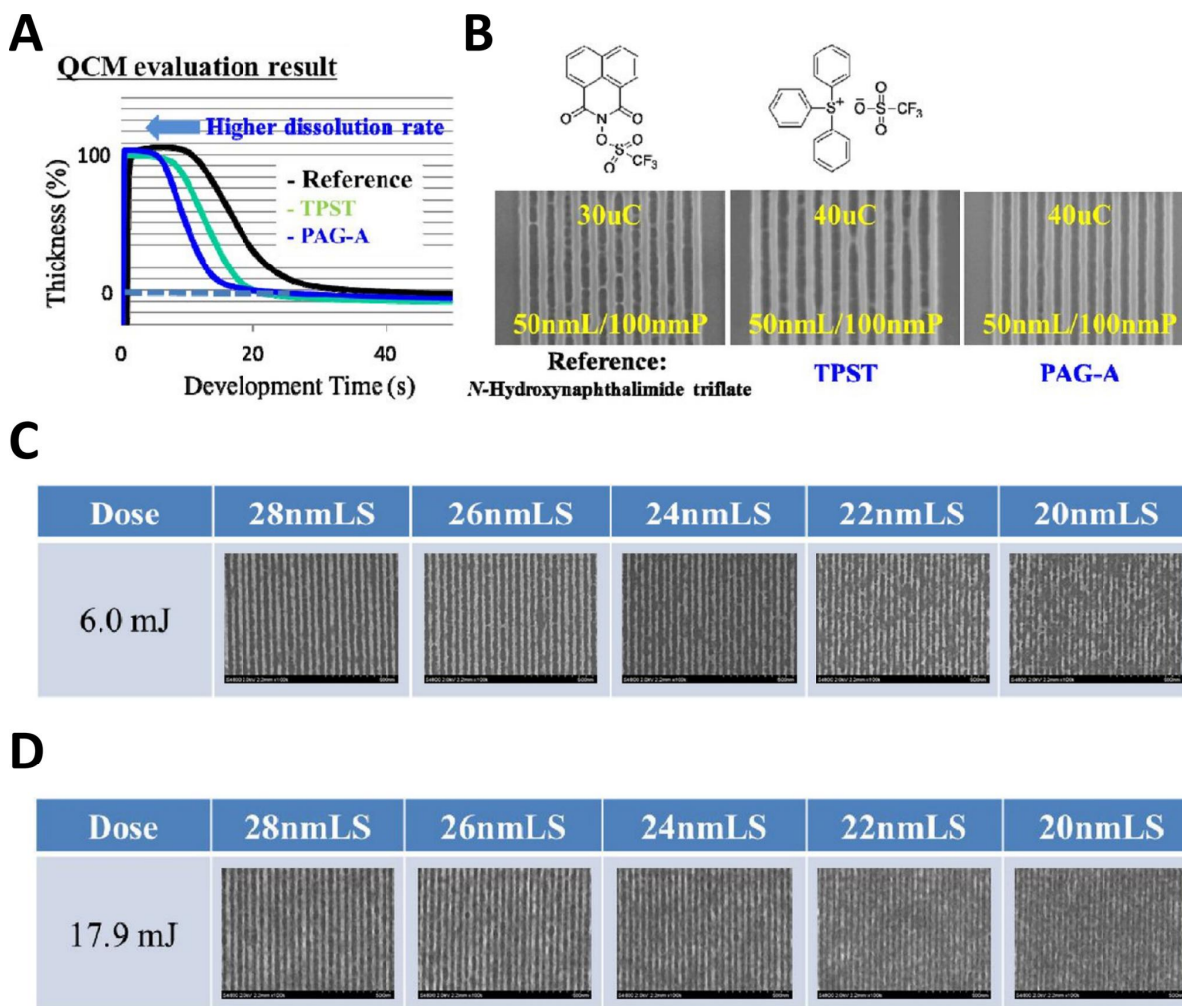 A
QCM evaluation result
Higher dissolution rate
100
- Reference
- TPST
- PAG-A
0
Thickness (%)
0 20 40
Development Time (s)
B
O N O
O
O S
O CF3
S+ -O S CF3
O
O
30uC 40uC 40uC
50nmL/100nmP 50nmL/100nmP 50nmL/100nmP
Reference:
N-Hydroxynaphthalimide triflate
TPST
PAG-A
C
Dose 28nmLS 26nmLS 24nmLS 22nmLS 20nmLS
6.0 mJ
D
Dose 28nmLS 26nmLS 24nmLS 22nmLS 20nmLS
17.9 mJ